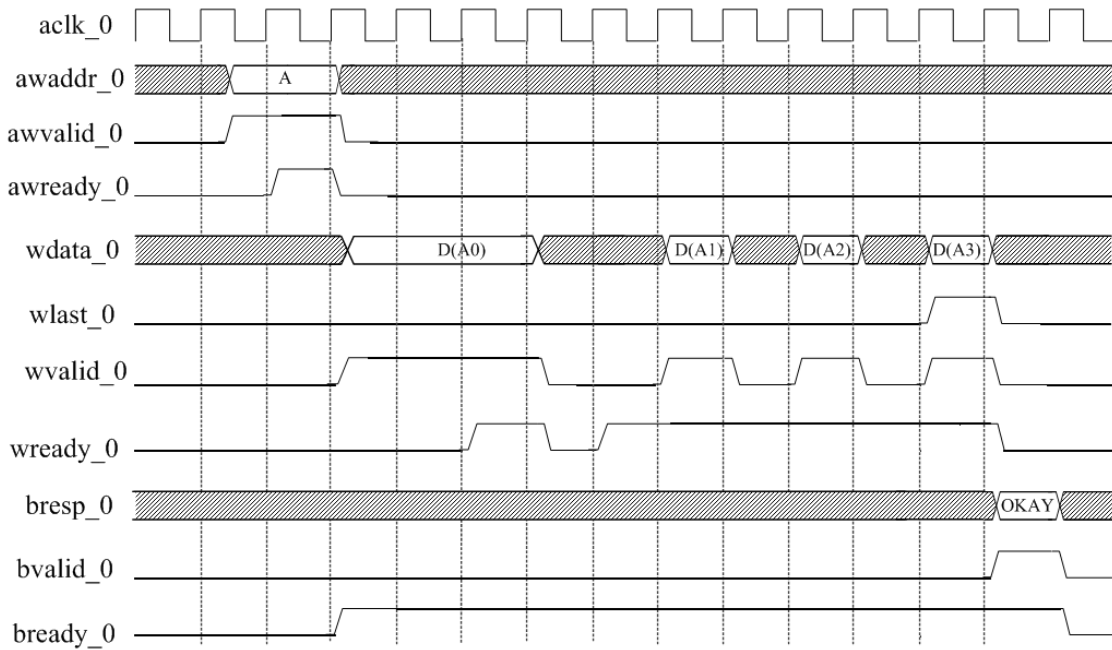 aclk_0
awaddr_0 A
awvalid_0
awready_0
wdata_0 D(A0) D(A1) D(A2) D(A3)
wlast_0
wvalid_0
wready_0
bresp_0 OKAY
bvalid_0
bready_0